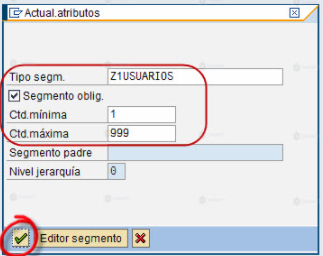 Actual.atributos
Tipo segm. Z1USUARIOS
Segmento oblig.
Ctd.mínima 1
Ctd.máxima 999
Segmento padre
Nivel jerarquía 0
Editor segmento